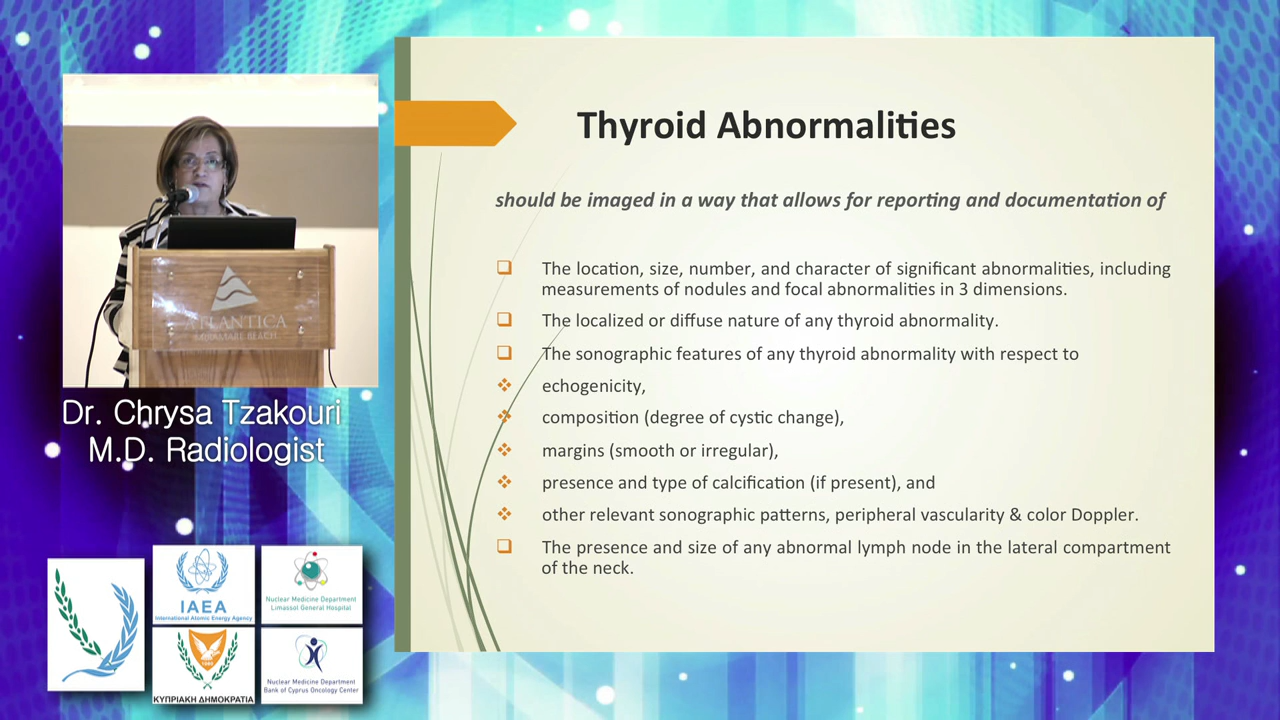 Thyroid Abnormalities
should be imaged in a way that allows for reporting and documentation of
The location, size, number, and character of significant abnormalities, including
measurements of nodules and focal abnormalities in 3 dimensions.
The localized or diffuse nature of any thyroid abnormality.
The sonographic features of any thyroid abnormality with respect to
echogenicity,
composition (degree of cystic change),
margins (smooth or irregular),
presence and type of calcification (if present), and
other relevant sonographic patterns, peripheral vascularity & color Doppler.
The presence and size of any abnormal lymph node in the lateral compartment
of the neck.
ATLANTICA
Dr. Chrysa Tzakouri
M.D. Radiologist
IAEA
International Atomic Energy Agency
Nuclear Medicine Department
Limassol General Hospital
1960
ΚΥΠΡΙΑΚΗ ΔΗΜΟΚΡΑΤΙΑ
Nuclear Medicine Department
Bank of Cyprus Oncology Center